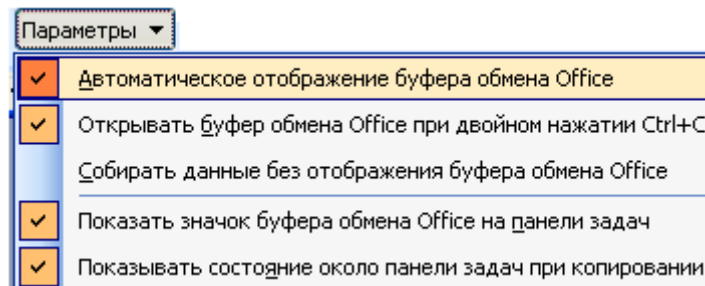 Параметры
Автоматическое отображение буфера обмена Office
Открывать буфер обмена Office при двойном нажатии Ctrl+C
Собирать данные без отображения буфера обмена Office
Показать значок буфера обмена Office на панели задач
Показывать состояние около панели задач при копировании